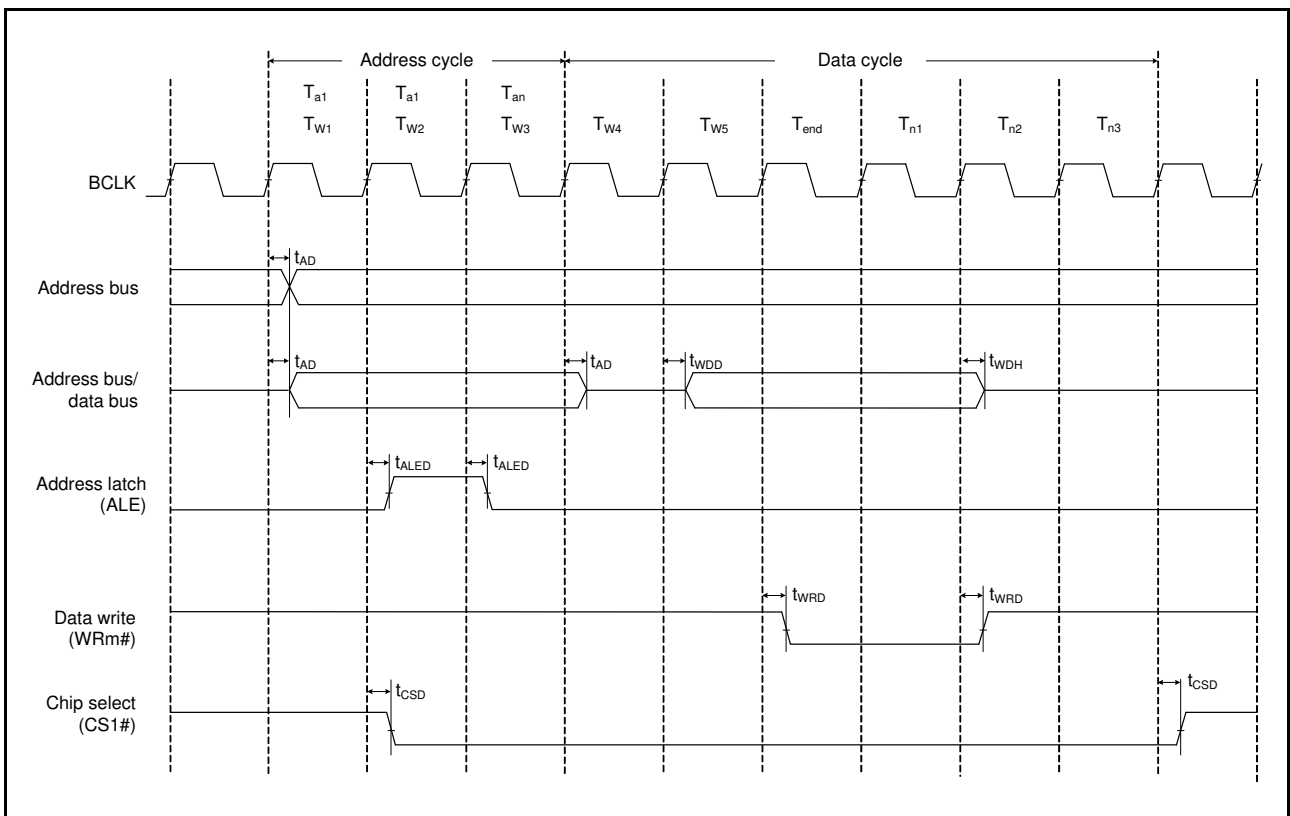 Address cycle Data cycle
Ta1 Ta1 Tan
TW1 TW2 TW3 TW4 TW5 Tend Tn1 Tn2 Tn3
BCLK
tAD
Address bus
tAD tAD tWDD tWDH
Address bus/
data bus
tALED tALED
Address latch
(ALE)
tWRD tWRD
Data write
(WRm#)
tCSD tCSD
Chip select
(CS1#)